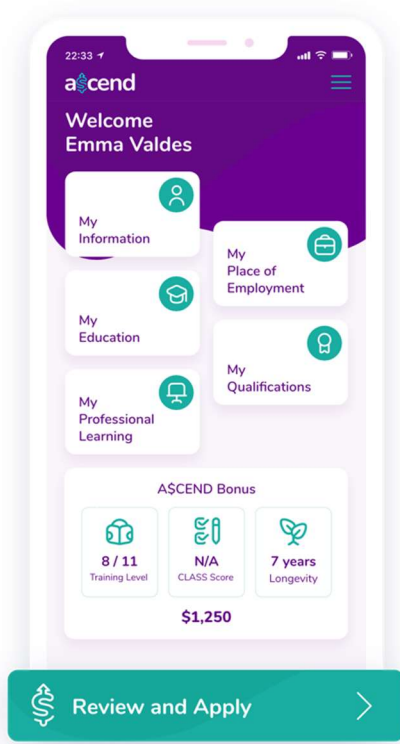 22:33
a$cend
Welcome
Emma Valdes
My
Information
My
Place of
Employment
My
Education
My
Qualifications
My
Professional
Learning
A$CEND Bonus
8 / 11
Training Level
N/A
CLASS Score
7 years
Longevity
$1,250
Review and Apply